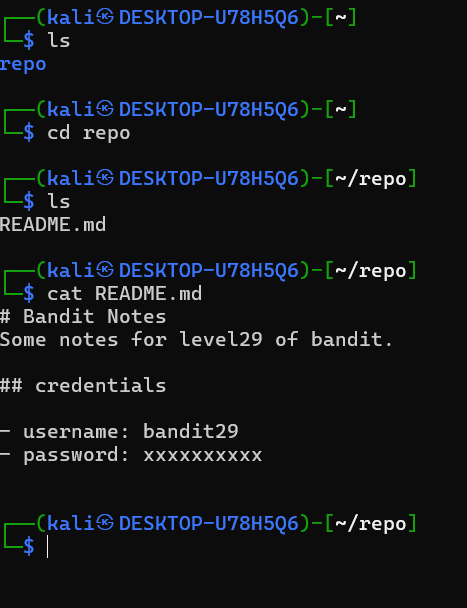 ┌──(kali㉿DESKTOP-U78H5Q6)-[~]
└─$ ls
repo
┌──(kali㉿DESKTOP-U78H5Q6)-[~]
└─$ cd repo
┌──(kali㉿DESKTOP-U78H5Q6)-[~/repo]
└─$ ls
README.md
┌──(kali㉿DESKTOP-U78H5Q6)-[~/repo]
└─$ cat README.md
# Bandit Notes
Some notes for level29 of bandit.
## credentials
- username: bandit29
- password: xxxxxxxxxx
┌──(kali㉿DESKTOP-U78H5Q6)-[~/repo]
└─$